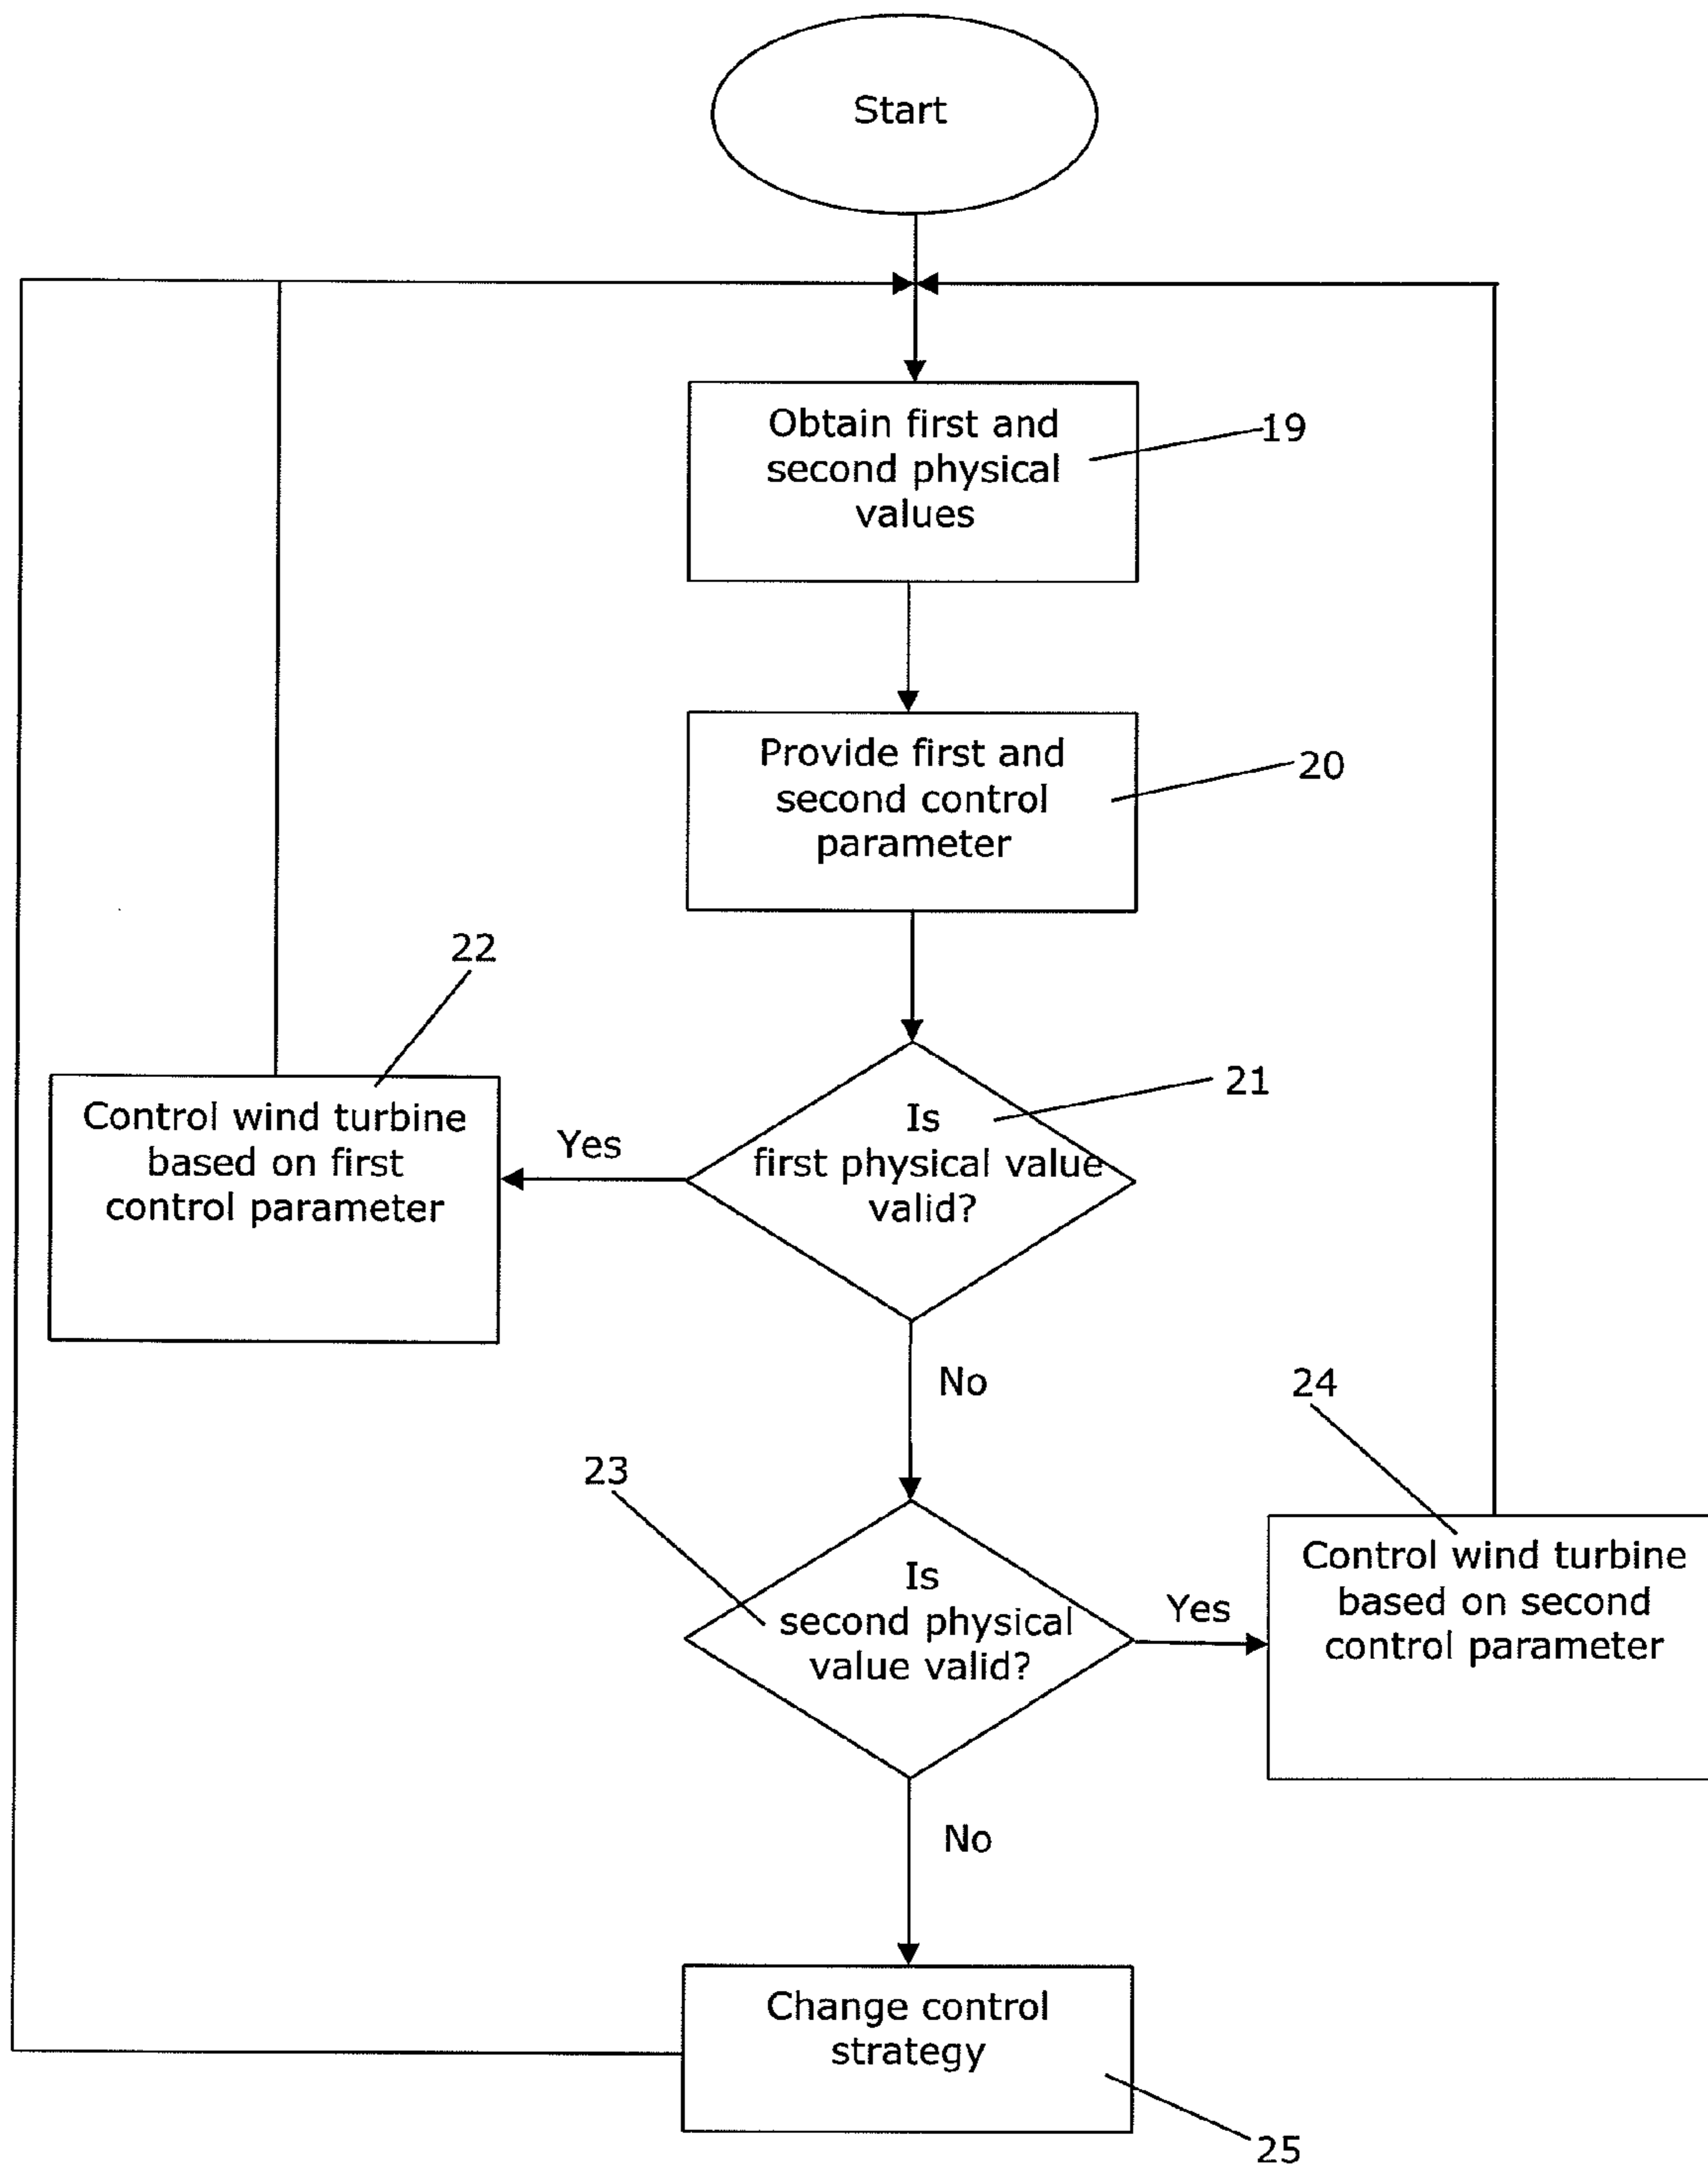 Start
Obtain first and
second physical
values
19
Provide first and
second control
parameter
20
22
Control wind turbine
based on first
control parameter
Yes
Is
first physical value
valid?
21
No
23
Is
second physical
value valid?
Yes
24
Control wind turbine
based on second
control parameter
No
Change control
strategy
25